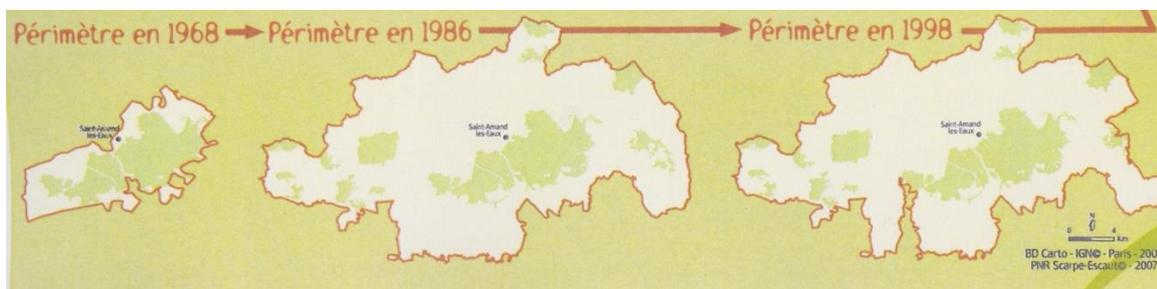 Périmètre en 1968
Périmètre en 1986
Périmètre en 1998
Saint-Amand
les-Eaux
Saint-Amand
les-Eaux
Saint-Amand
les-Eaux
N
0 4
Km
BD Carto - IGN© - Paris - 200
PNR Scarpe-Escaut© - 2007